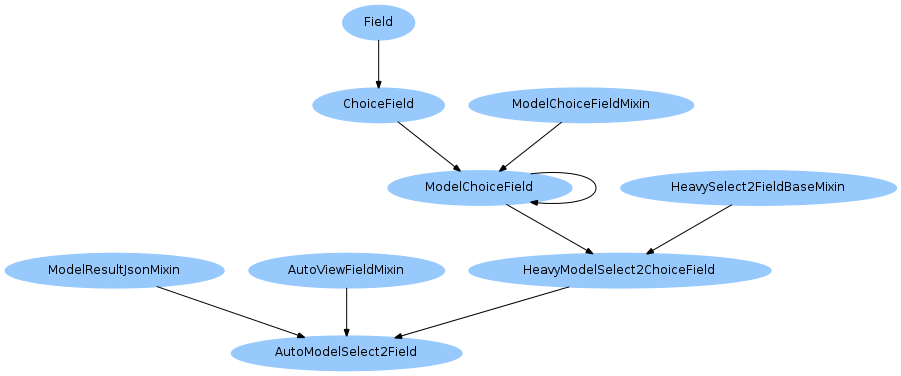 Field
ChoiceField
ModelChoiceFieldMixin
ModelChoiceField
HeavySelect2FieldBaseMixin
ModelResultJsonMixin
AutoViewFieldMixin
HeavyModelSelect2ChoiceField
AutoModelSelect2Field